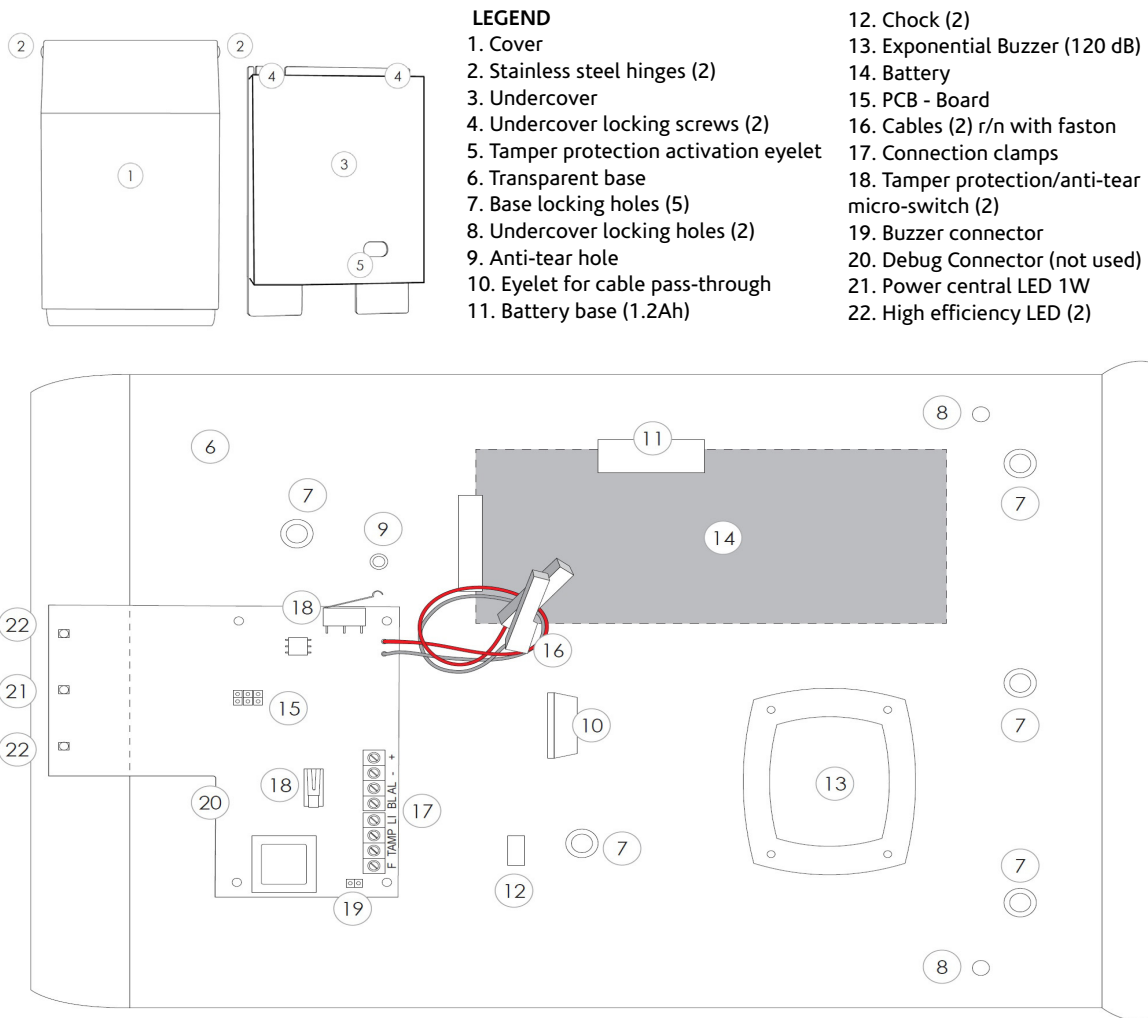 LEGEND
1. Cover
2. Stainless steel hinges (2)
3. Undercover
4. Undercover locking screws (2)
5. Tamper protection activation eyelet
6. Transparent base
7. Base locking holes (5)
8. Undercover locking holes (2)
9. Anti-tear hole
10. Eyelet for cable pass-through
11. Battery base (1.2Ah)
12. Chock (2)
13. Exponential Buzzer (120 dB)
14. Battery
15. PCB - Board
16. Cables (2) r/n with faston
17. Connection clamps
18. Tamper protection/anti-tear
micro-switch (2)
19. Buzzer connector
20. Debug Connector (not used)
21. Power central LED 1W
22. High efficiency LED (2)
2
2
1
4
4
3
5
6
7
9
18
22
21
22
15
18
20
19
17
F TAMP LI BL AL - +
16
11
14
10
12
7
13
8
7
7
7
8